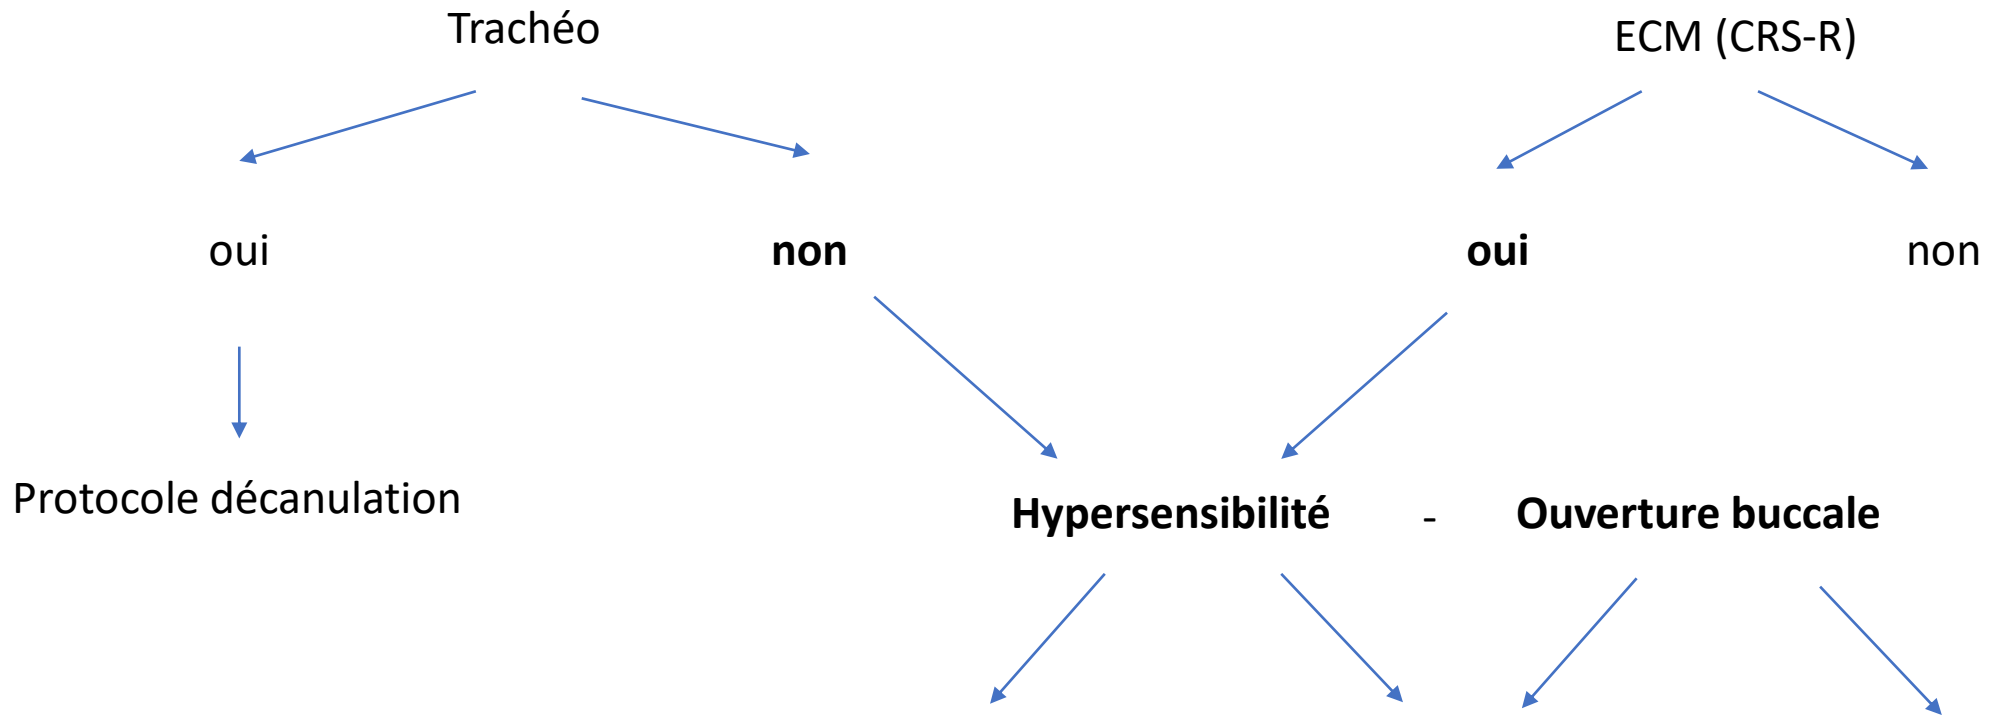 Trachéo
ECM (CRS-R)
oui
non
oui
non
Protocole décanulation
Hypersensibilité - Ouverture buccale